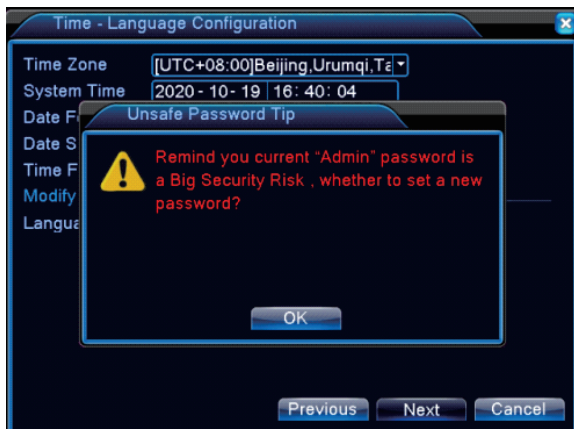 Time - Language Configuration
Time Zone [UTC+08:00]Beijing,Urumqi,Ta
System Time 2020-10-19 16:40:04
Date F
Unsafe Password Tip
Date S
Time F
Modify
Langua
Remind you current "Admin" password is
a Big Security Risk , whether to set a new
password?
OK
Previous Next Cancel